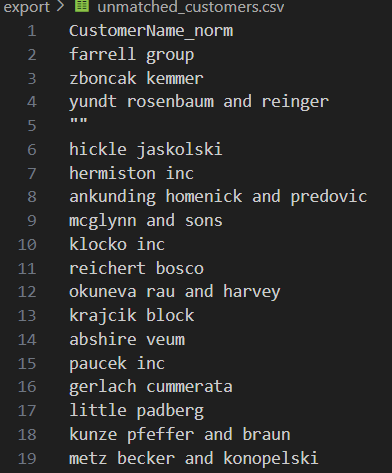 export > unmatched_customers.csv
1 CustomerName_norm
2 farrell group
3 zboncak kemmer
4 yundt rosenbaum and reinger
5 ""
6 hickle jaskolski
7 hermiston inc
8 ankunding homenick and predovic
9 mcglynn and sons
10 klocko inc
11 reichert bosco
12 okuneva rau and harvey
13 krajcik block
14 abshire veum
15 paucek inc
16 gerlach cummerata
17 little padberg
18 kunze pfeffer and braun
19 metz becker and konopelski